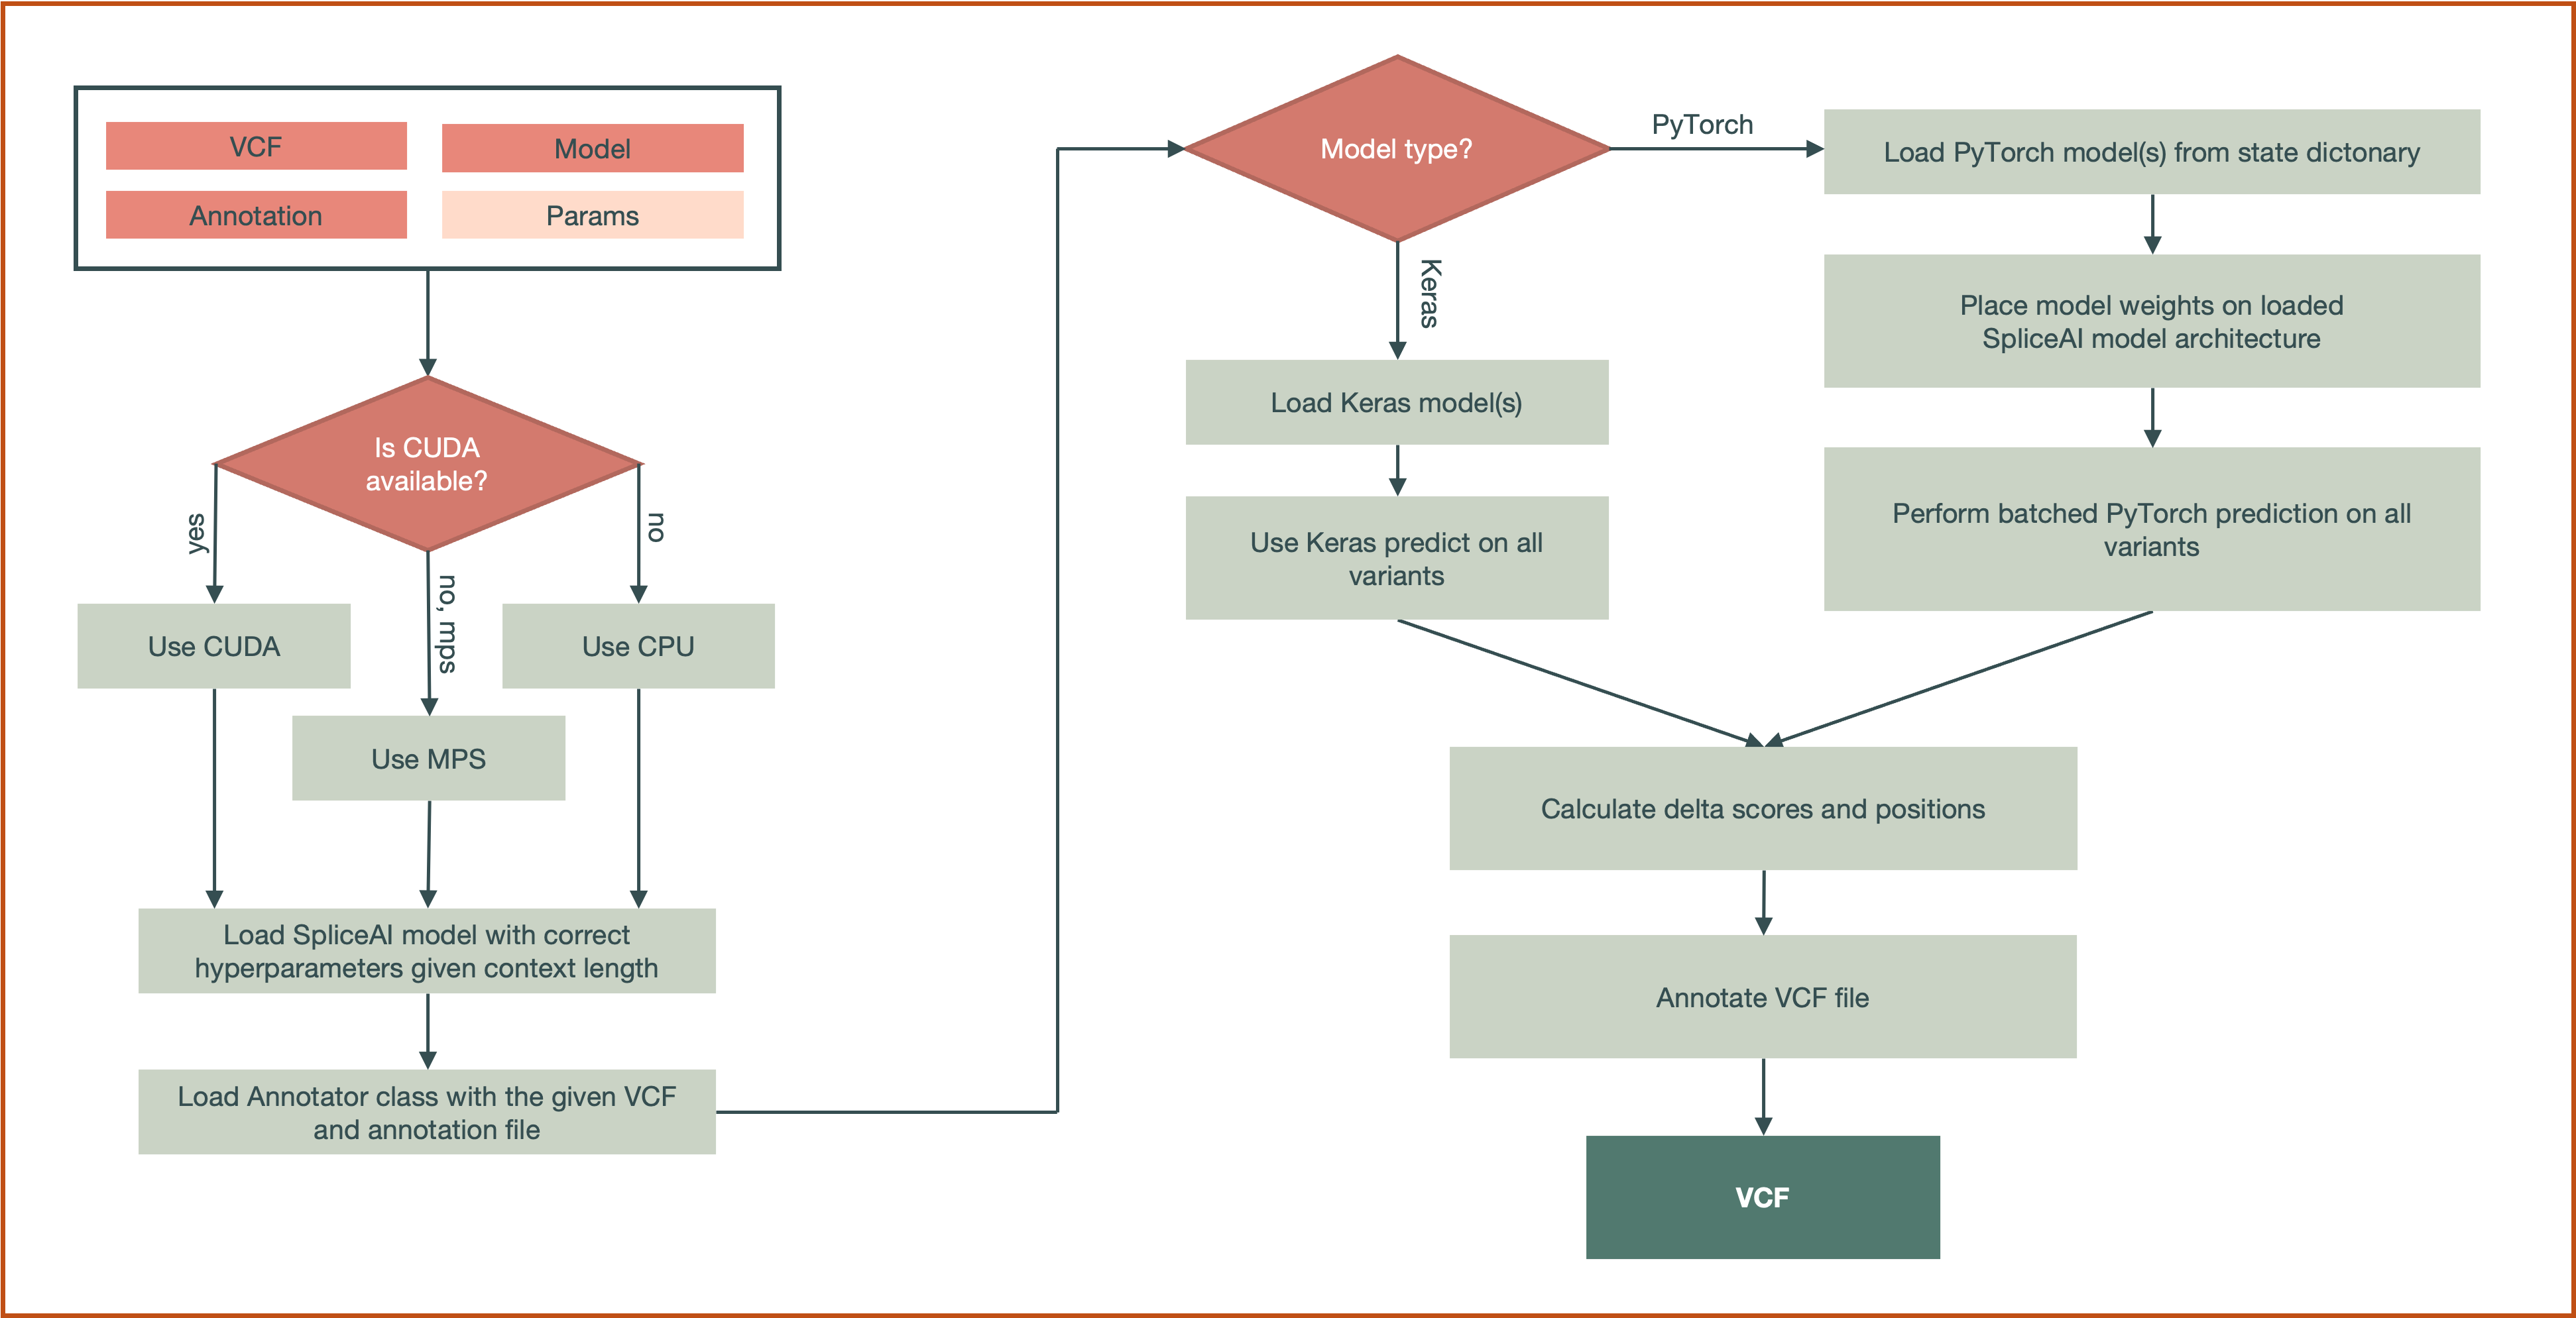 VCF
Model
Annotation
Params
Is CUDA
available?
yes
no, mps
no
Use CUDA
Use CPU
Use MPS
Load SpliceAI model with correct
hyperparameters given context length
Load Annotator class with the given VCF
and annotation file
Model type?
PyTorch
Keras
Load Keras model(s)
Use Keras predict on all
variants
Load PyTorch model(s) from state dictonary
Place model weights on loaded
SpliceAI model architecture
Perform batched PyTorch prediction on all
variants
Calculate delta scores and positions
Annotate VCF file
VCF